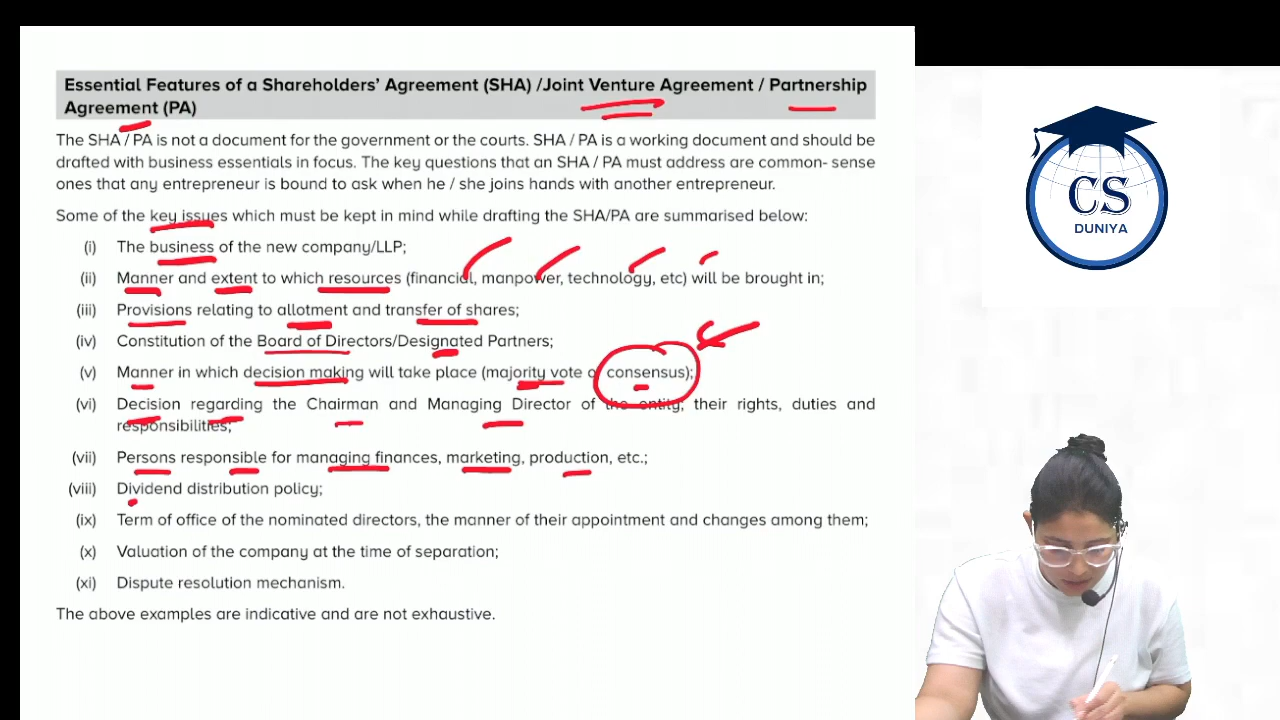 Essential Features of a Shareholders' Agreement (SHA) /Joint Venture Agreement / Partnership
Agreement (PA)
The SHA / PA is not a document for the government or the courts. SHA / PA is a working document and should be
drafted with business essentials in focus. The key questions that an SHA / PA must address are common- sense
ones that any entrepreneur is bound to ask when he / she joins hands with another entrepreneur.
Some of the key issues which must be kept in mind while drafting the SHA/PA are summarised below:
(i) The business of the new company/LLP;
(ii) Manner and extent to which resources (financial, manpower, technology, etc) will be brought in;
(iii) Provisions relating to allotment and transfer of shares;
(iv) Constitution of the Board of Directors/Designated Partners;
(v) Manner in which decision making will take place (majority vote or consensus);
(vi) Decision regarding the Chairman and Managing Director of the entity, their rights, duties and
responsibilities;
(vii) Persons responsible for managing finances, marketing, production, etc.;
(viii) Dividend distribution policy;
(ix) Term of office of the nominated directors, the manner of their appointment and changes among them;
(x) Valuation of the company at the time of separation;
(xi) Dispute resolution mechanism.
The above examples are indicative and are not exhaustive.
CS
DUNIYA